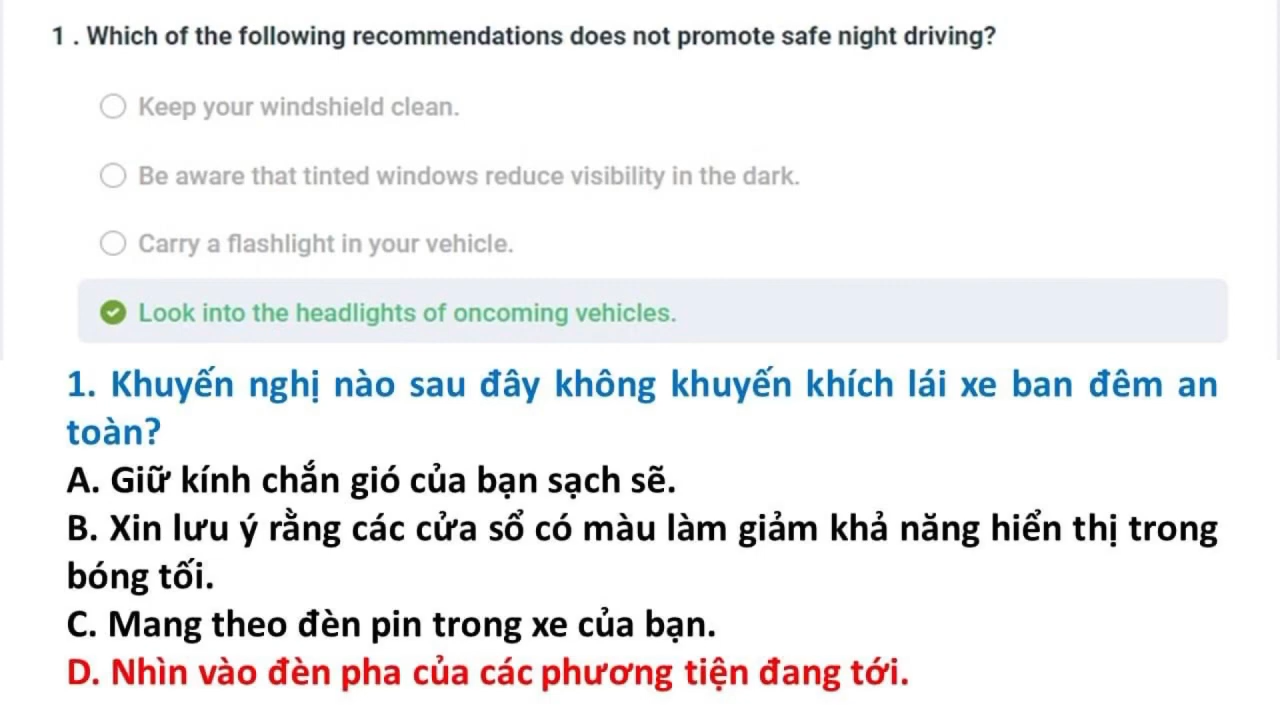 1 . Which of the following recommendations does not promote safe night driving?
Keep your windshield clean.
Be aware that tinted windows reduce visibility in the dark.
Carry a flashlight in your vehicle.
Look into the headlights of oncoming vehicles.
1. Khuyến nghị nào sau đây không khuyến khích lái xe ban đêm an
toàn?
A. Giữ kính chắn gió của bạn sạch sẽ.
B. Xin lưu ý rằng các cửa sổ có màu làm giảm khả năng hiển thị trong
bóng tối.
C. Mang theo đèn pin trong xe của bạn.
D. Nhìn vào đèn pha của các phương tiện đang tới.